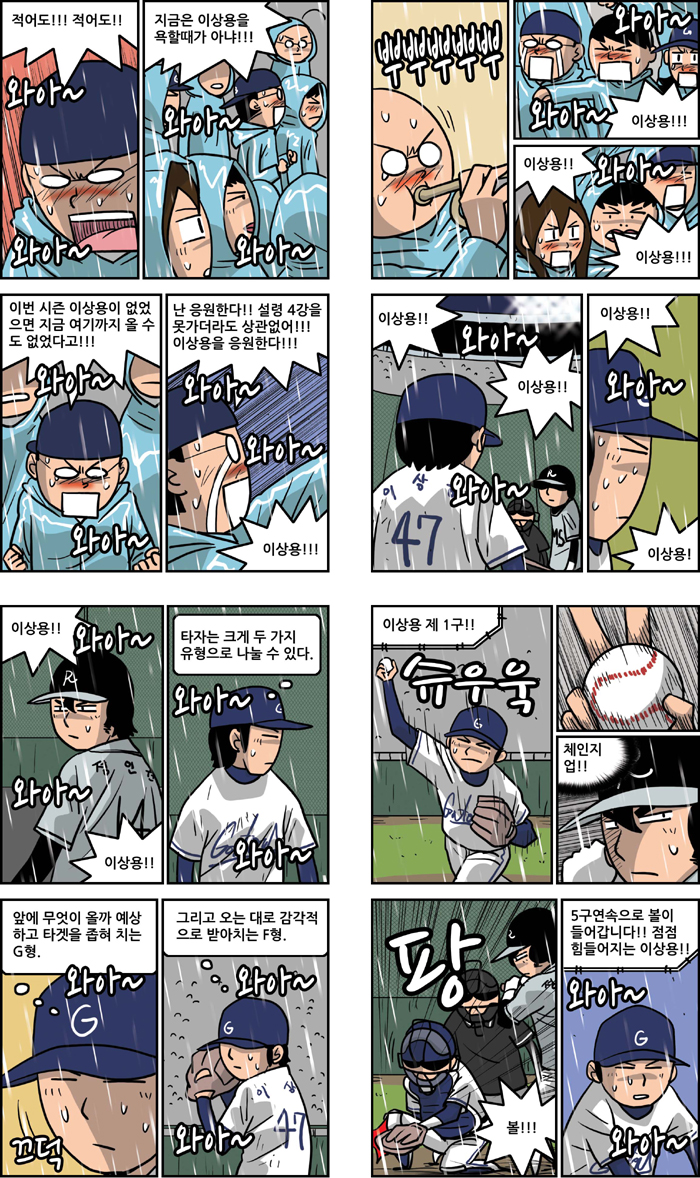 적어도!!! 적어도!!
와아~
와아~
지금은 이상용을
욕할때가 아냐!!!
와아~
와아~
이번 시즌 이상용이 없었
으면 지금 여기까지 올 수
도 없었다고!!!
와아~
와아~
난 응원한다!! 설령 4강을
못가더라도 상관없어!!!
이상용을 응원한다!!!
와아~
와아~
이상용!!!
뿌뿌뿌뿌뿌뿌
와아~
와아~
이상용!!!
이상용!!
와아~
이상용!!!
이상용!!
와아~
이상용!!
와아~
이 상
47
이상용!!
와아~
이상용!
이상용!!
와아~
R
와아~
이상용!!
타자는 크게 두 가지
유형으로 나눌 수 있다.
와아~
G
와아~
앞에 무엇이 올까 예상
하고 타겟을 좁혀 치는
G형.
와아~
G
끄덕
그리고 오는 대로 감각적
으로 받아치는 F형.
와아~
G
이 상
47
와아~
이상용 제 1구!!
슈우욱
G
체인지
업!!
팡
볼!!!
5구연속으로 볼이
들어갑니다!! 점점
힘들어지는 이상용!!
와아~
G
와아~